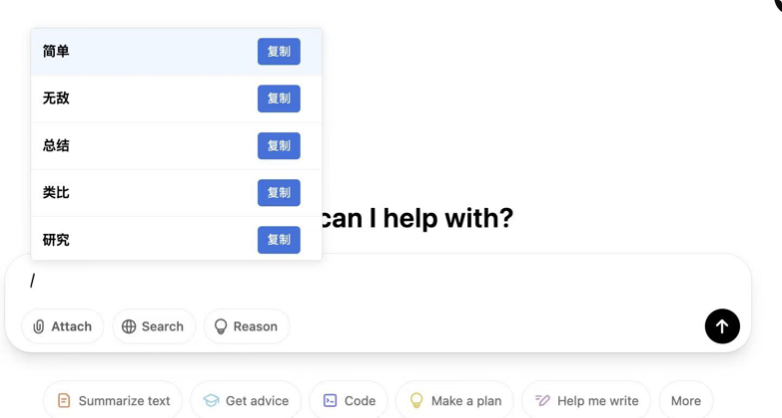 简单 复制
无敌 复制
总结 复制
类比 复制
研究 复制
can I help with?
/
Attach Search Reason
Summarize text Get advice Code Make a plan Help me write More